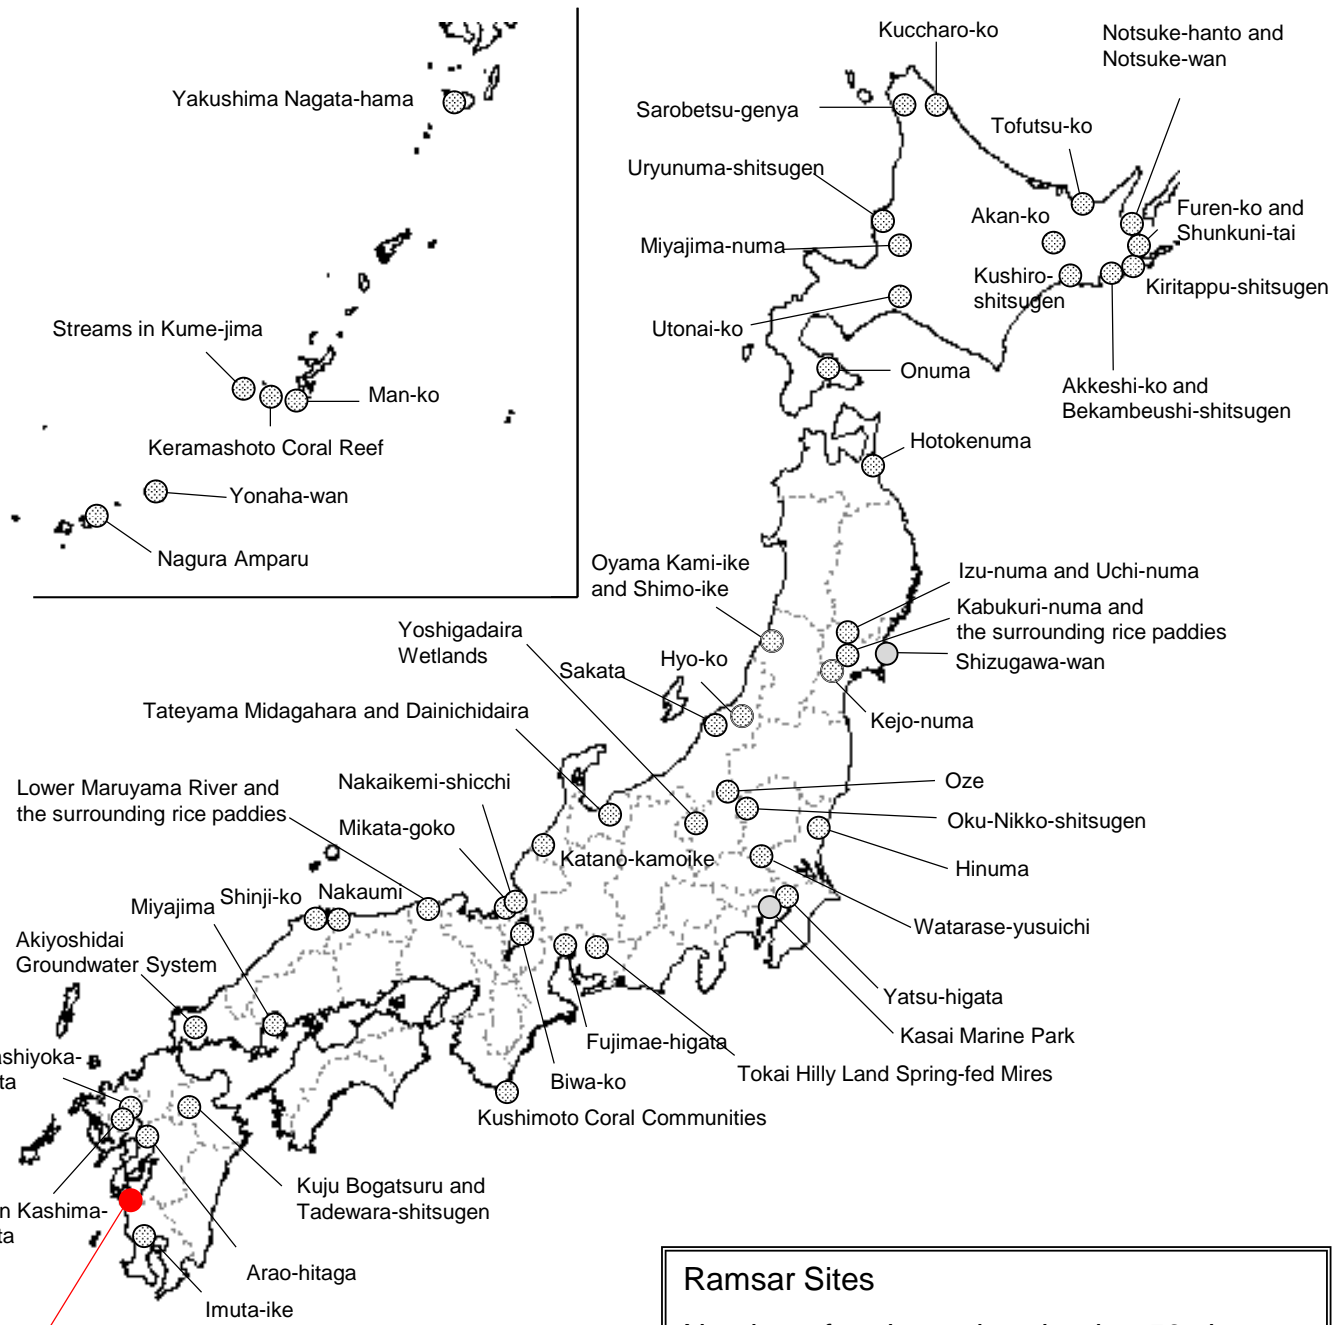 Kuccharo-ko
Notsuke-hanto and
Notsuke-wan
Yakushima Nagata-hama
Sarobetsu-genya
Tofutsu-ko
Uryunuma-shitsugen
Akan-ko
Furen-ko and
Shunkuni-tai
Miyajima-numa
Kushiro-
shitsugen
Kiritappu-shitsugen
Streams in Kume-jima
Utonai-ko
Onuma
Man-ko
Akkeshi-ko and
Bekambeushi-shitsugen
Keramashoto Coral Reef
Hotokenuma
Yonaha-wan
Nagura Amparu
Oyama Kami-ike
and Shimo-ike
Izu-numa and Uchi-numa
Kabukuri-numa and
the surrounding rice paddies
Yoshigadaira
Wetlands
Hyo-ko
Shizugawa-wan
Sakata
Tateyama Midagahara and Dainichidaira
Kejo-numa
Nakaikemi-shicchi
Oze
Lower Maruyama River and
the surrounding rice paddies
Mikata-goko
Oku-Nikko-shitsugen
Katano-kamoike
Hinuma
Nakaumi
Shinji-ko
Miyajima
Watarase-yusuichi
Akiyoshidai
Groundwater System
Yatsu-higata
Kasai Marine Park
Fujimae-higata
ashiyoka-
ta
Tokai Hilly Land Spring-fed Mires
Biwa-ko
Kushimoto Coral Communities
Kuju Bogatsuru and
Tadewara-shitsugen
n Kashima-
ta
Arao-hitaga
Imuta-ike
Ramsar Sites